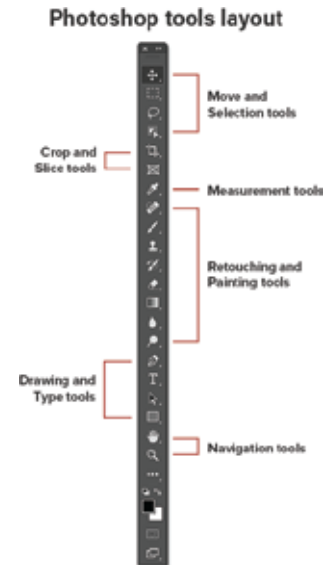 Photoshop tools layout
Move and
Selection tools
Crop and
Slice tools
Measurement tools
Retouching and
Painting tools
Drawing and
Type tools
Navigation tools